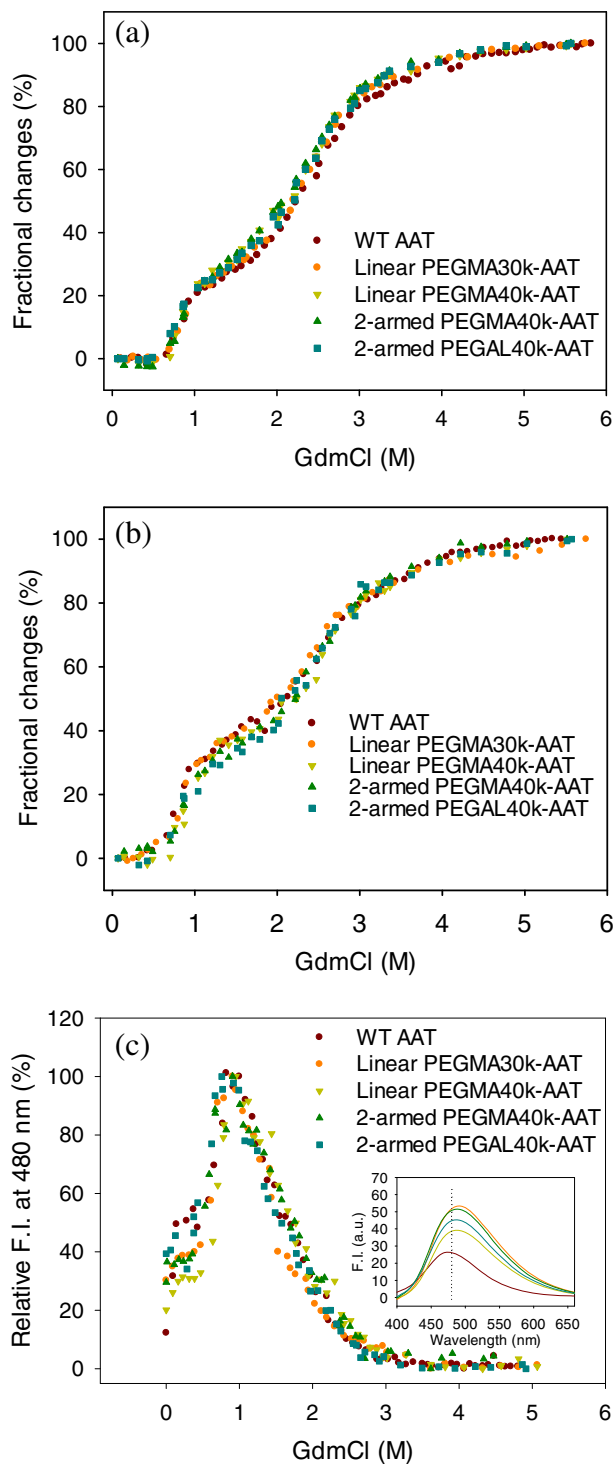 (a)
Fractional changes (%)
100
80
60
40
20
0
WT AAT
Linear PEGMA30k-AAT
Linear PEGMA40k-AAT
2-armed PEGMA40k-AAT
2-armed PEGAL40k-AAT
0 1 2 3 4 5 6
GdmCl (M)
(b)
Fractional changes (%)
100
80
60
40
20
0
WT AAT
Linear PEGMA30k-AAT
Linear PEGMA40k-AAT
2-armed PEGMA40k-AAT
2-armed PEGAL40k-AAT
0 1 2 3 4 5 6
GdmCl (M)
(c)
Relative F.I. at 480 nm (%)
120
100
80
60
40
20
0
WT AAT
Linear PEGMA30k-AAT
Linear PEGMA40k-AAT
2-armed PEGMA40k-AAT
2-armed PEGAL40k-AAT
F.I. (a.u.)
70
60
50
40
30
20
10
0
400 450 500 550 600 650
Wavelength (nm)
0 1 2 3 4 5 6
GdmCl (M)